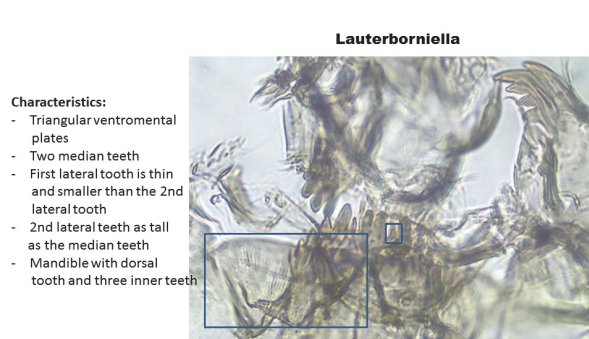 Lauterborniella
Characteristics:
- Triangular ventromental
plates
- Two median teeth
- First lateral tooth is thin
and smaller than the 2nd
lateral tooth
- 2nd lateral teeth as tall
as the median teeth
- Mandible with dorsal
tooth and three inner teeth